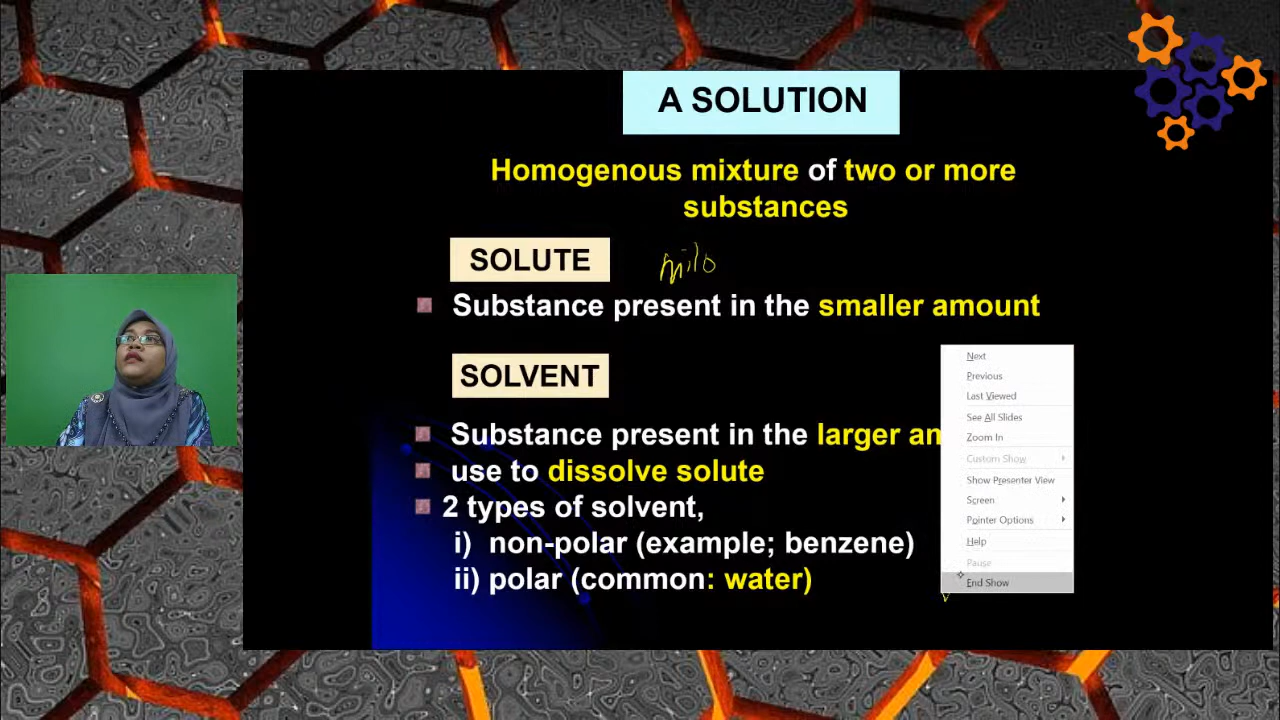 A SOLUTION
Homogenous mixture of two or more
substances
SOLUTE
milo
Substance present in the smaller amount
SOLVENT
Substance present in the larger am
use to dissolve solute
2 types of solvent,
i) non-polar (example; benzene)
ii) polar (common: water)
Next
Previous
Last Viewed
See All Slides
Zoom In
Custom Show
Show Presenter View
Screen
Pointer Options
Help
Pause
End Show